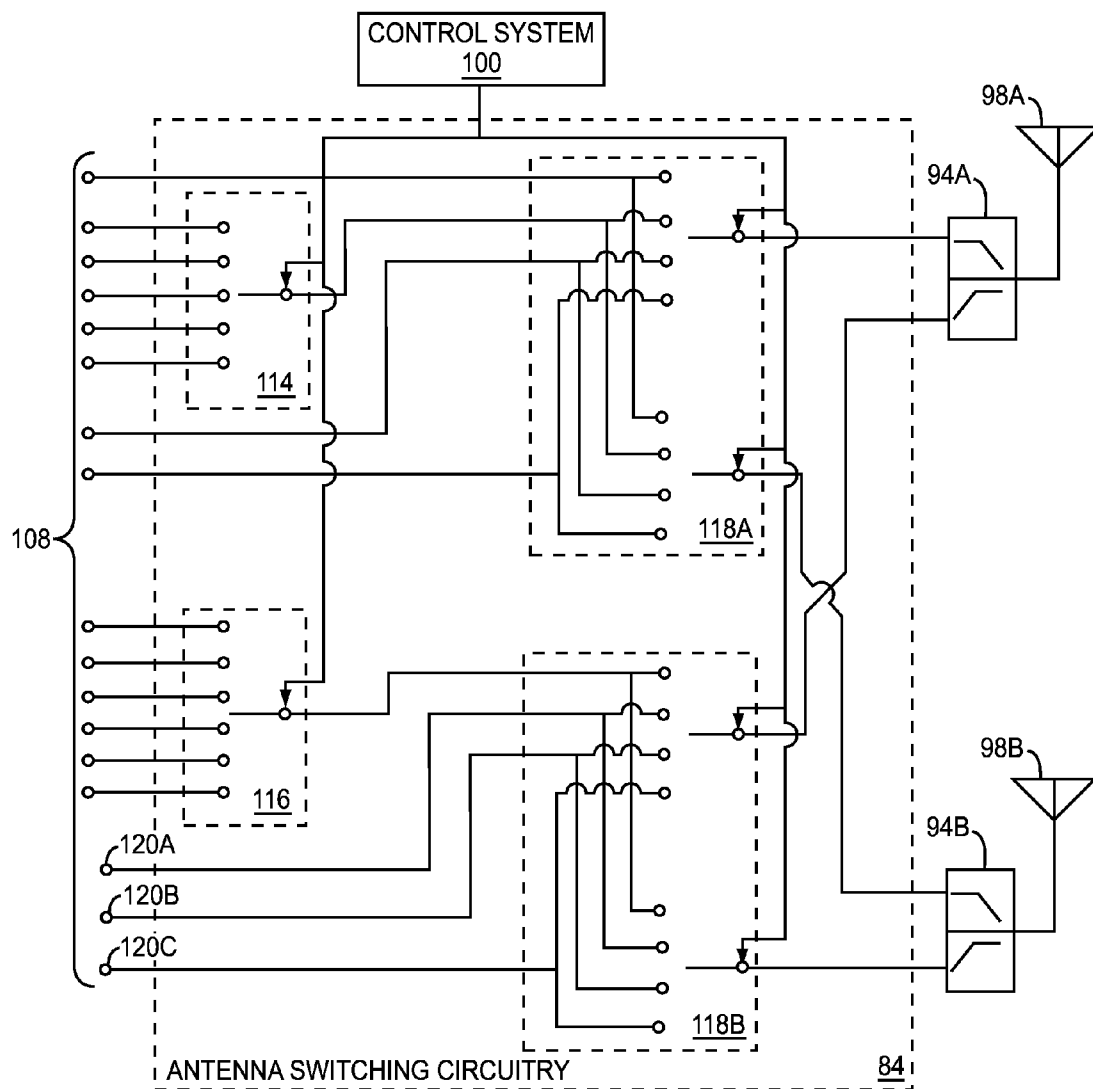 CONTROL SYSTEM
100
98A
94A
114
108
118A
116
98B
94B
120A
120B
120C
118B
ANTENNA SWITCHING CIRCUITRY
84